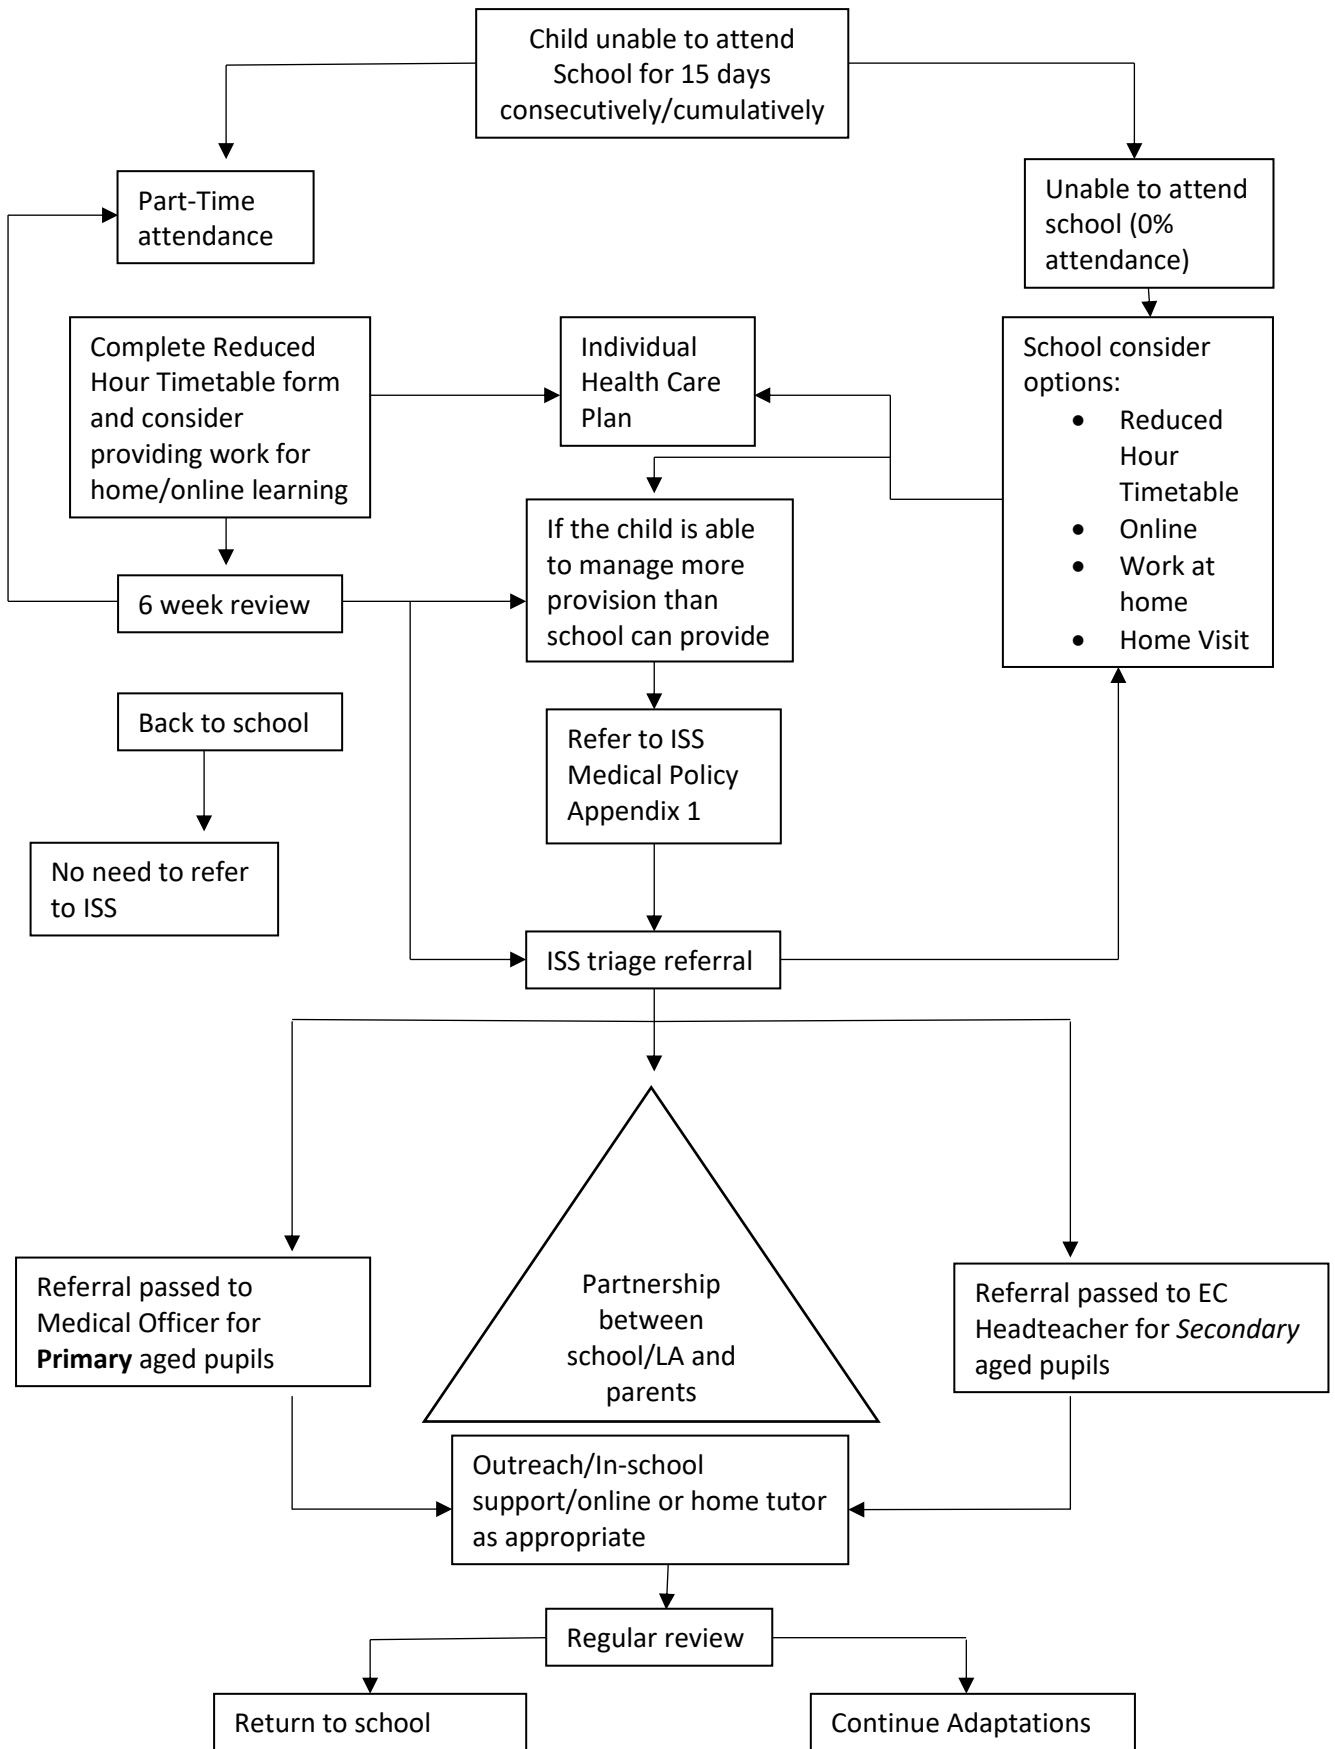 Child unable to attend
School for 15 days
consecutively/cumulatively
Part-Time
attendance
Unable to attend
school (0%
attendance)
Complete Reduced
Hour Timetable form
and consider
providing work for
home/online learning
Individual
Health Care
Plan
School consider
options:
• Reduced
Hour
Timetable
• Online
• Work at
home
• Home Visit
If the child is able
to manage more
provision than
school can provide
6 week review
Back to school
Refer to ISS
Medical Policy
Appendix 1
No need to refer
to ISS
ISS triage referral
Referral passed to
Medical Officer for
Primary aged pupils
Partnership
between
school/LA and
parents
Referral passed to EC
Headteacher for Secondary
aged pupils
Outreach/In-school
support/online or home tutor
as appropriate
Regular review
Return to school
Continue Adaptations